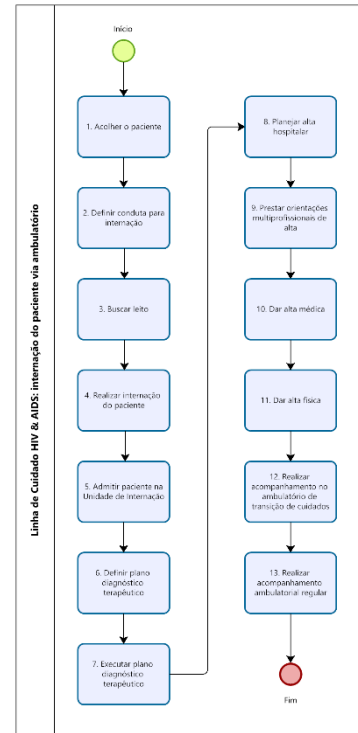 Linha de Cuidado HIV & AIDS: internação do paciente via ambulatório
Início
1. Acolher o paciente
2. Definir conduta para
internação
3. Buscar leito
4. Realizar internação
do paciente
5. Admitir paciente na
Unidade de Internação
6. Definir plano
diagnóstico
terapêutico
7. Executar plano
diagnóstico
terapêutico
8. Planejar alta
hospitalar
9. Prestar orientações
multiprofissionais de
alta
10. Dar alta médica
11. Dar alta física
12. Realizar
acompanhamento no
ambulatório de
transição de cuidados
13. Realizar
acompanhamento
ambulatorial regular
Fim